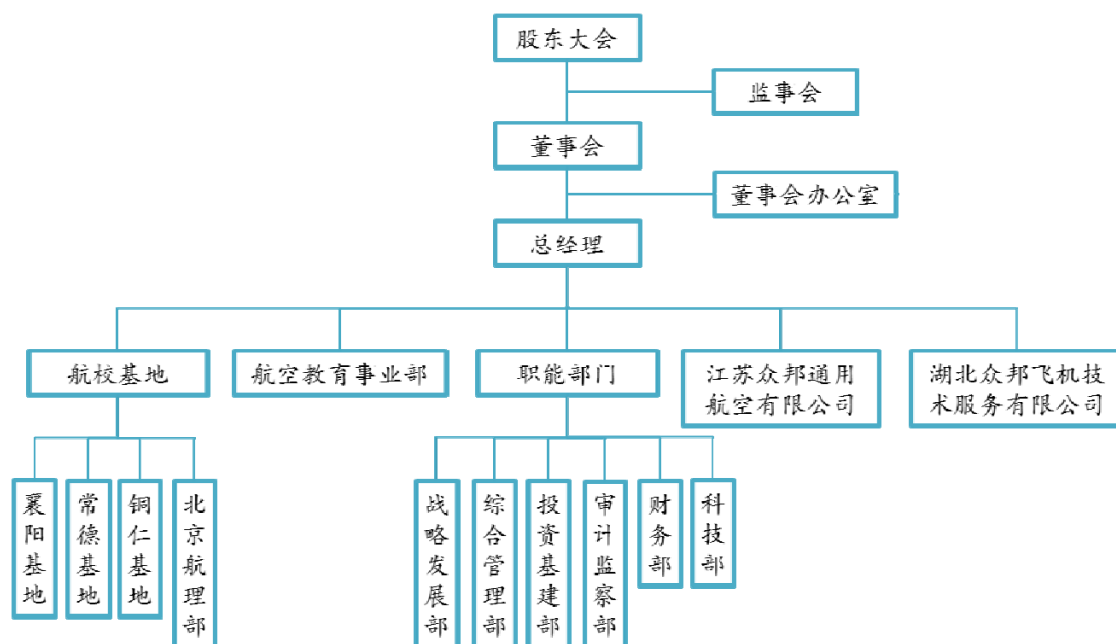 股东大会
监事会
董事会
董事会办公室
总经理
航校基地
航空教育事业部
职能部门
江苏众邦通用
航空有限公司
湖北众邦飞机技
术服务有限公司
襄阳基地
常德基地
铜仁基地
北京航理部
战略发展部
综合管理部
投资基建部
审计监察部
财务部
科技部